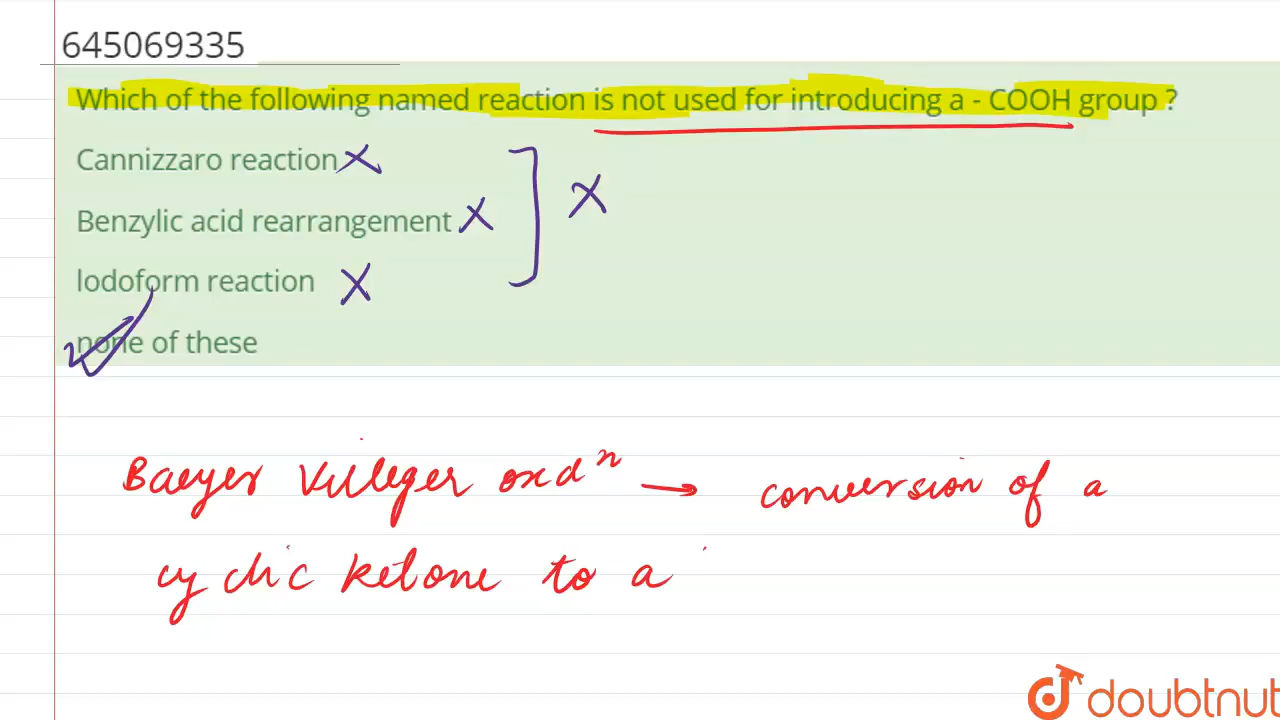 645069335
Which of the following named reaction is not used for introducing a - COOH group ?
Cannizzaro reaction
Benzylic acid rearrangement
Iodoform reaction
none of these
Baeyer Villeger oxdⁿ → conversion of a
cyclic ketone to a
doubtnut